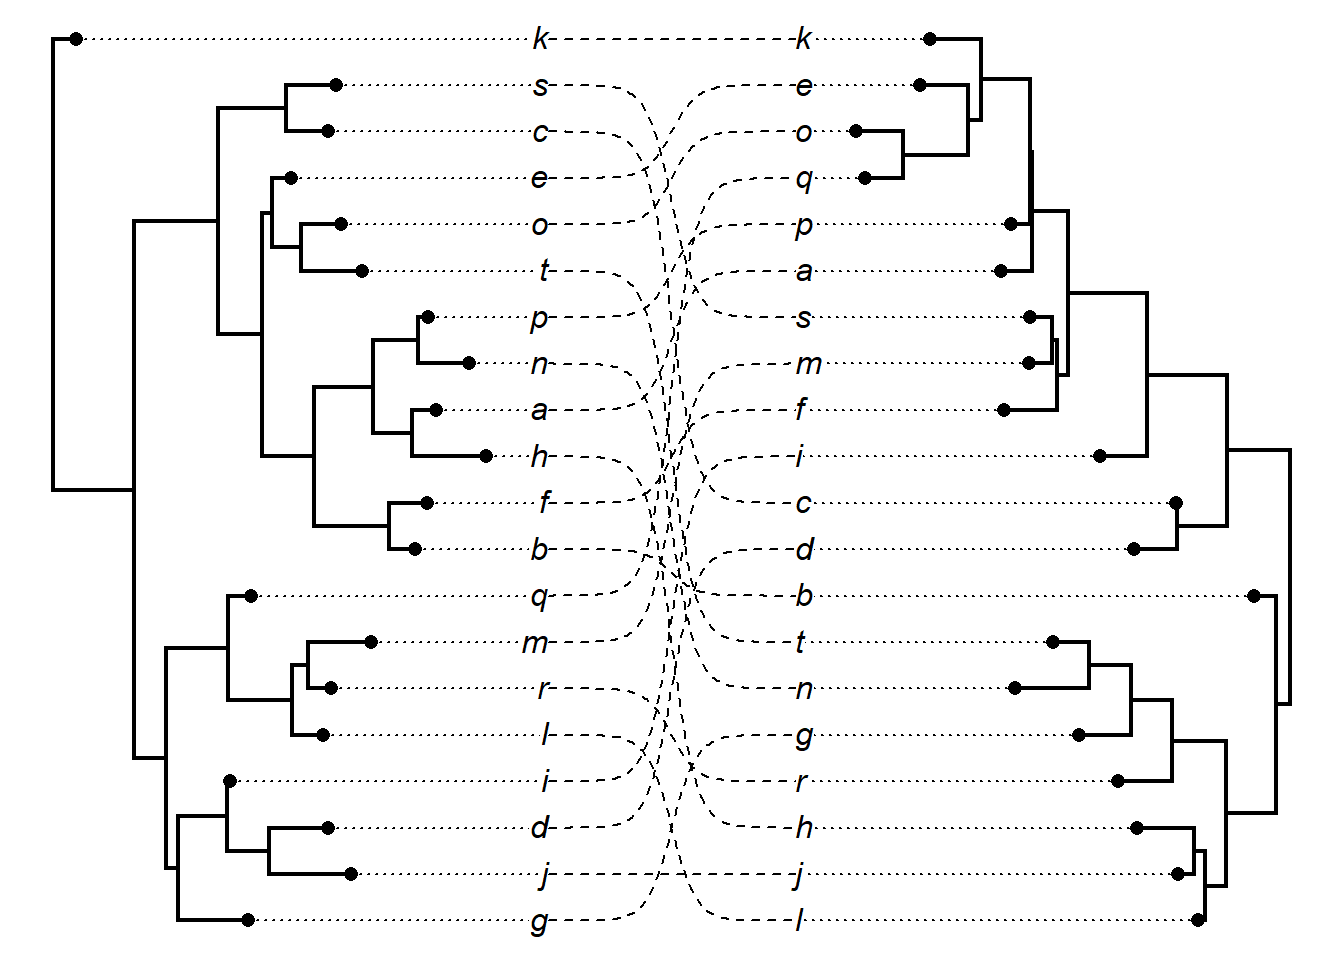 k k
s e
c o
e q
o p
t a
p s
n m
a f
h i
f c
b d
q b
m t
r n
l g
i r
d h
j j
g l